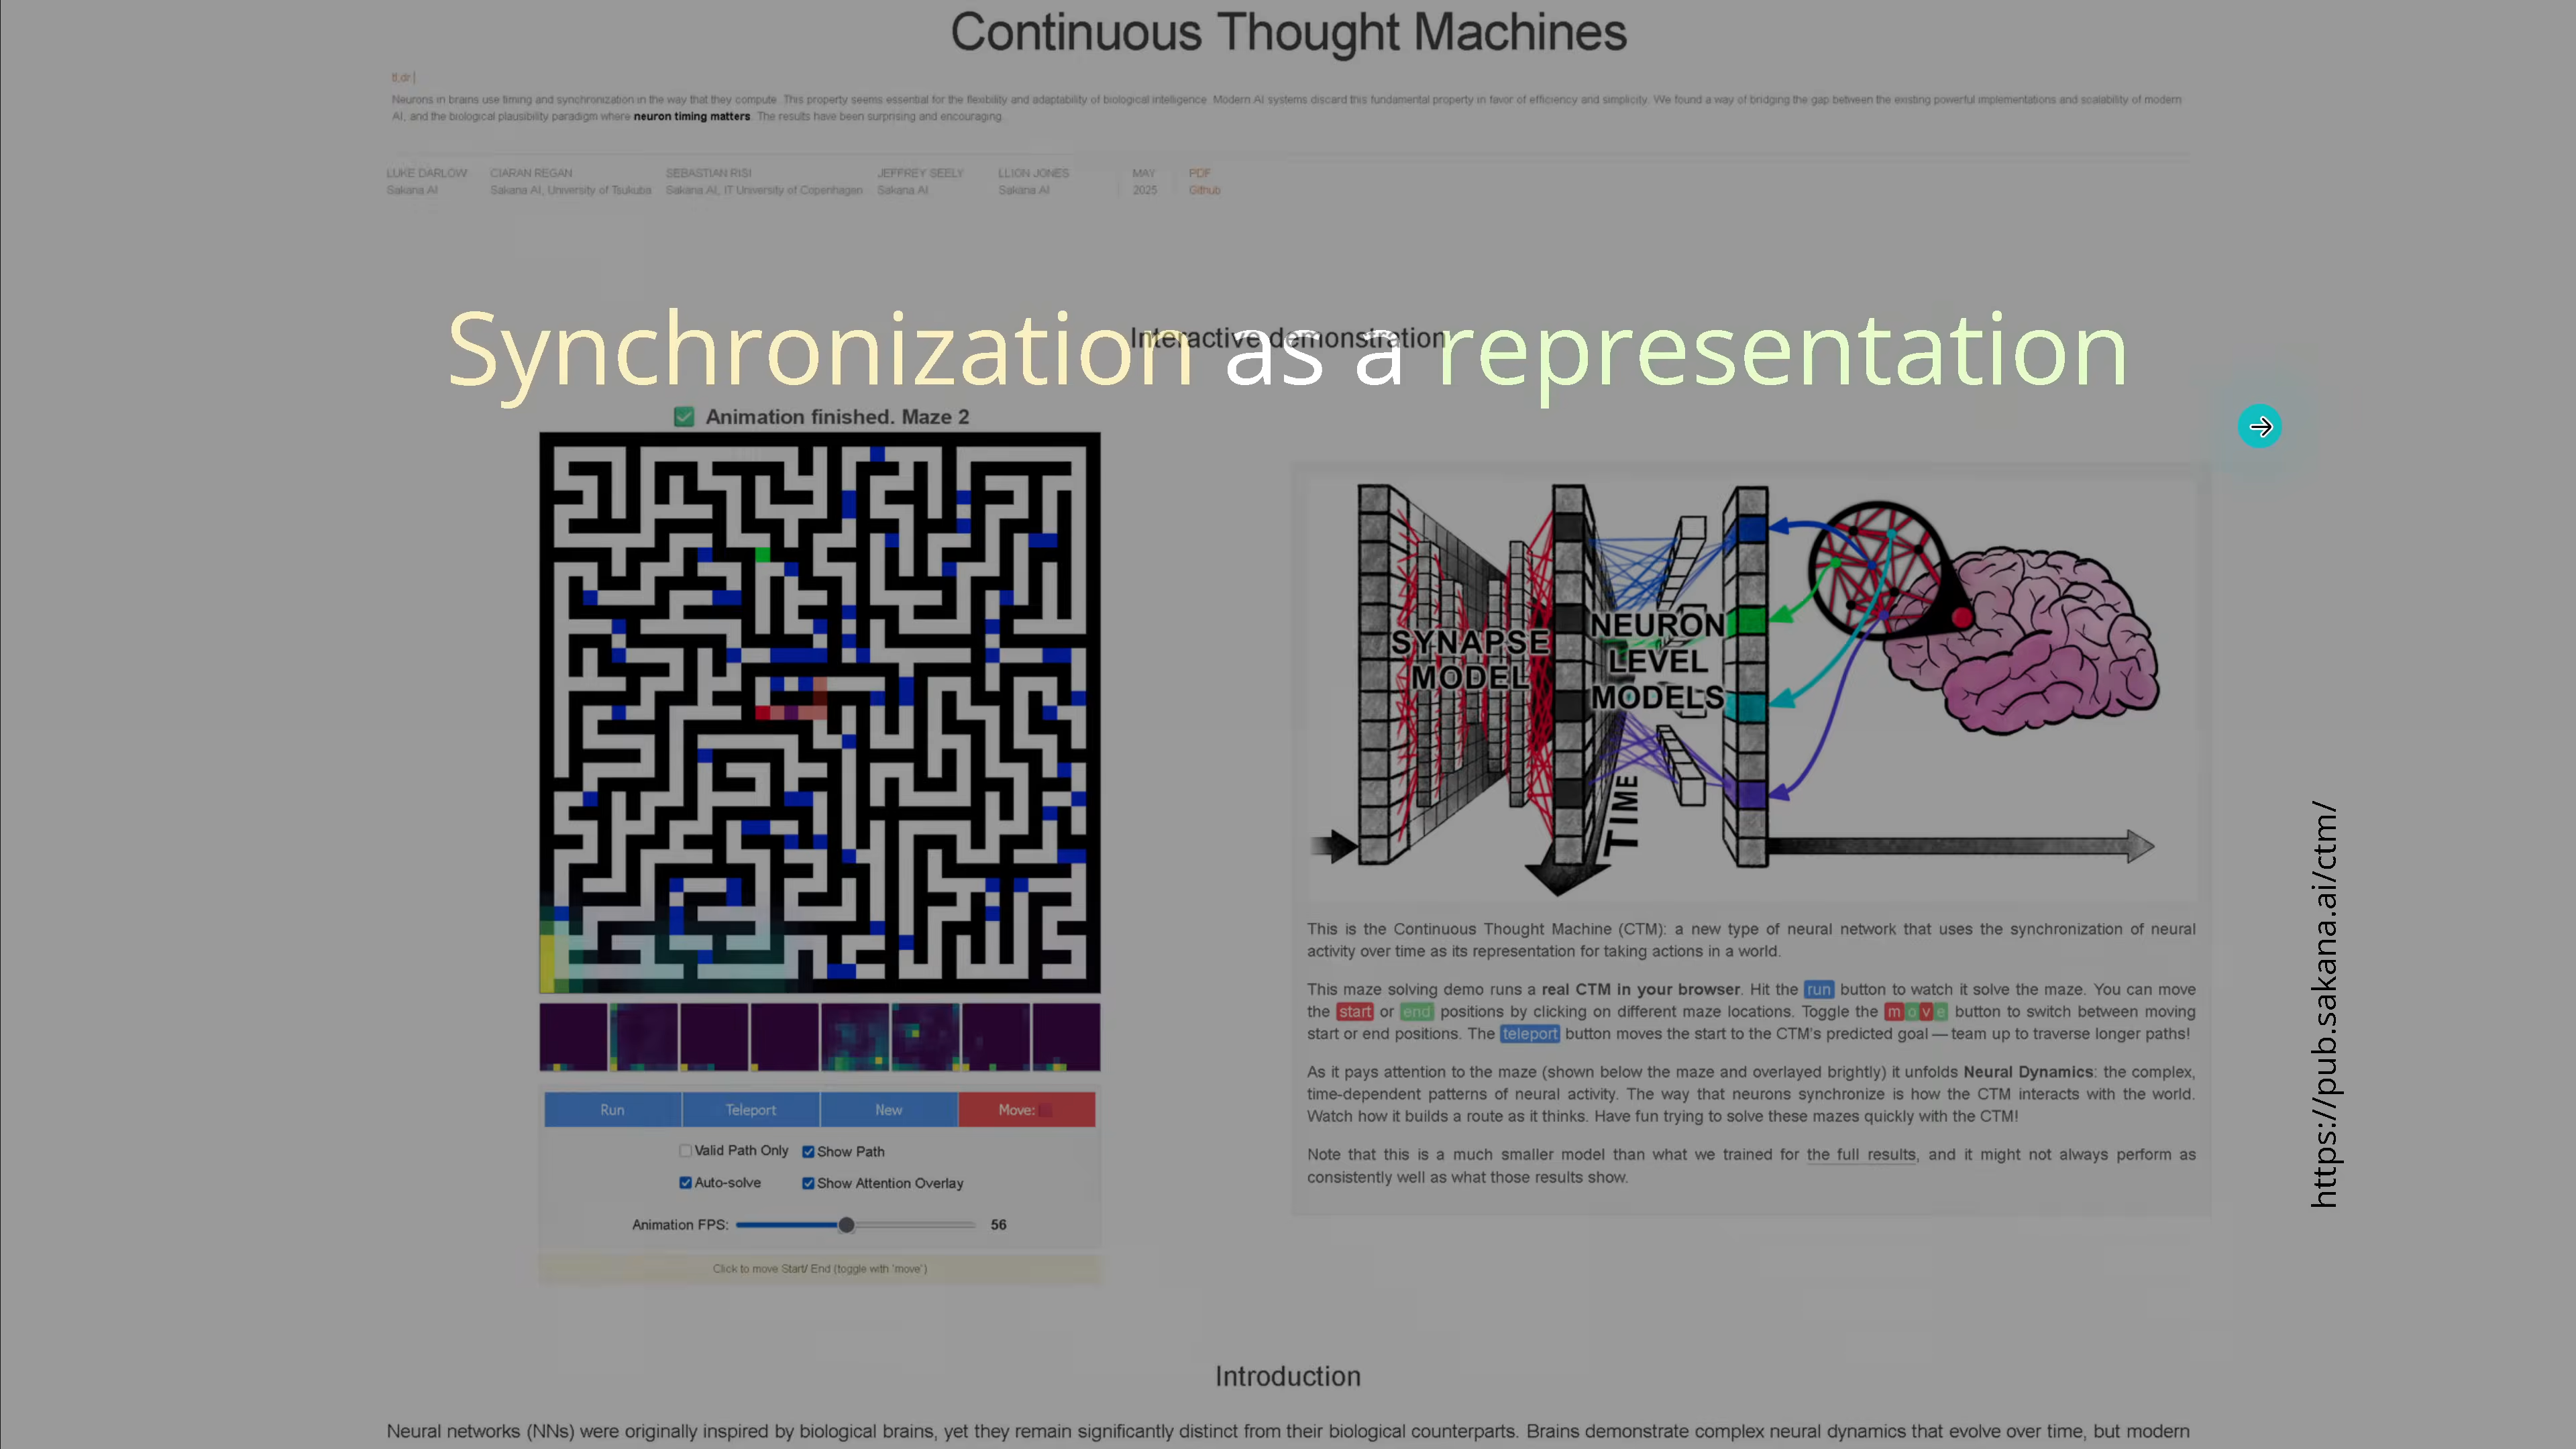 Continuous Thought Machines
tl;dr
Neurons in brains use timing and synchronization in the way that they compute. This property seems essential for the flexibility and adaptability of biological intelligence. Modern AI systems discard this fundamental property in favor of efficiency and simplicity. We found a way of bridging the gap between the existing powerful implementations and scalability of modern
AI, and the biological plausibility paradigm where neuron timing matters. The results have been surprising and encouraging.
LUKE DARLOW CIARAN REGAN SEBASTIAN RISI JEFFREY SEELY LLION JONES MAY PDF
Sakana AI Sakana AI, University of Tsukuba Sakana AI, IT University of Copenhagen Sakana AI Sakana AI 2025 Github
Interactive demonstration
Synchronization as a representation
Animation finished. Maze 2
SYNAPSE
MODEL
NEURON
LEVEL
MODELS
TIME
This is the Continuous Thought Machine (CTM): a new type of neural network that uses the synchronization of neural
activity over time as its representation for taking actions in a world.
This maze solving demo runs a real CTM in your browser. Hit the run button to watch it solve the maze. You can move
the start or end positions by clicking on different maze locations. Toggle the move button to switch between moving
start or end positions. The teleport button moves the start to the CTM's predicted goal — team up to traverse longer paths!
As it pays attention to the maze (shown below the maze and overlayed brightly) it unfolds Neural Dynamics: the complex,
time-dependent patterns of neural activity. The way that neurons synchronize is how the CTM interacts with the world.
Watch how it builds a route as it thinks. Have fun trying to solve these mazes quickly with the CTM!
Note that this is a much smaller model than what we trained for the full results, and it might not always perform as
consistently well as what those results show.
Run Teleport New Move:
Valid Path Only Show Path
Auto-solve Show Attention Overlay
Animation FPS: 56
Click to move Start/ End (toggle with 'move')
https://pub.sakana.ai/ctm/
Introduction
Neural networks (NNs) were originally inspired by biological brains, yet they remain significantly distinct from their biological counterparts. Brains demonstrate complex neural dynamics that evolve over time, but modern